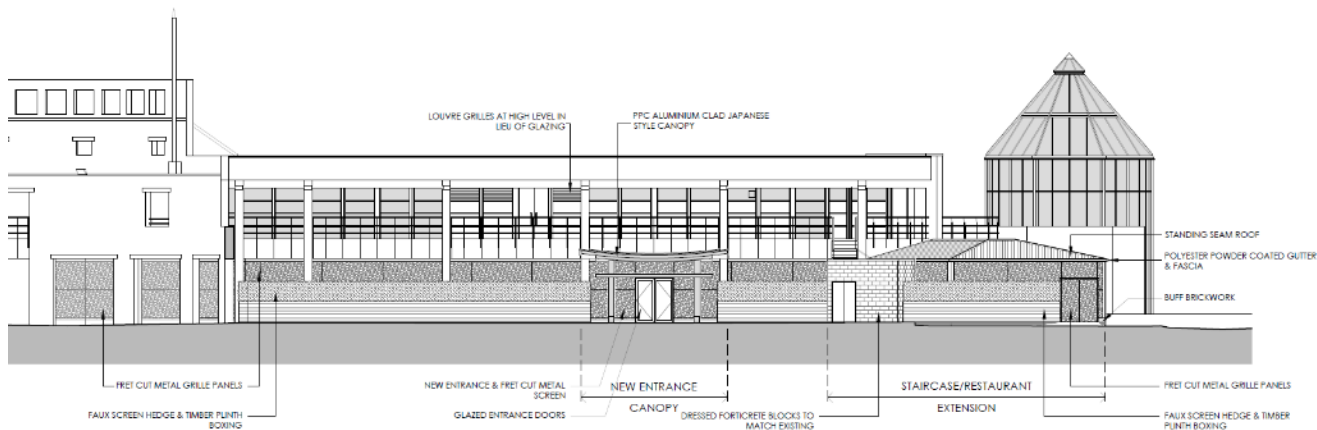 LOUVRE GRILLES AT HIGH LEVEL IN
LIEU OF GLAZING
PPC ALUMINIUM CLAD JAPANESE
STYLE CANOPY
STANDING SEAM ROOF
POLYESTER POWDER COATED GUTTER
& FASCIA
BUFF BRICKWORK
FRET CUT METAL GRILLE PANELS
FAUX SCREEN HEDGE & TIMBER PLINTH
BOXING
NEW ENTRANCE & FRET CUT METAL
SCREEN
GLAZED ENTRANCE DOORS
NEW ENTRANCE
CANOPY
DRESSED FORTICRETE BLOCKS TO
MATCH EXISTING
STAIRCASE/RESTAURANT
EXTENSION
FRET CUT METAL GRILLE PANELS
FAUX SCREEN HEDGE & TIMBER
PLINTH BOXING